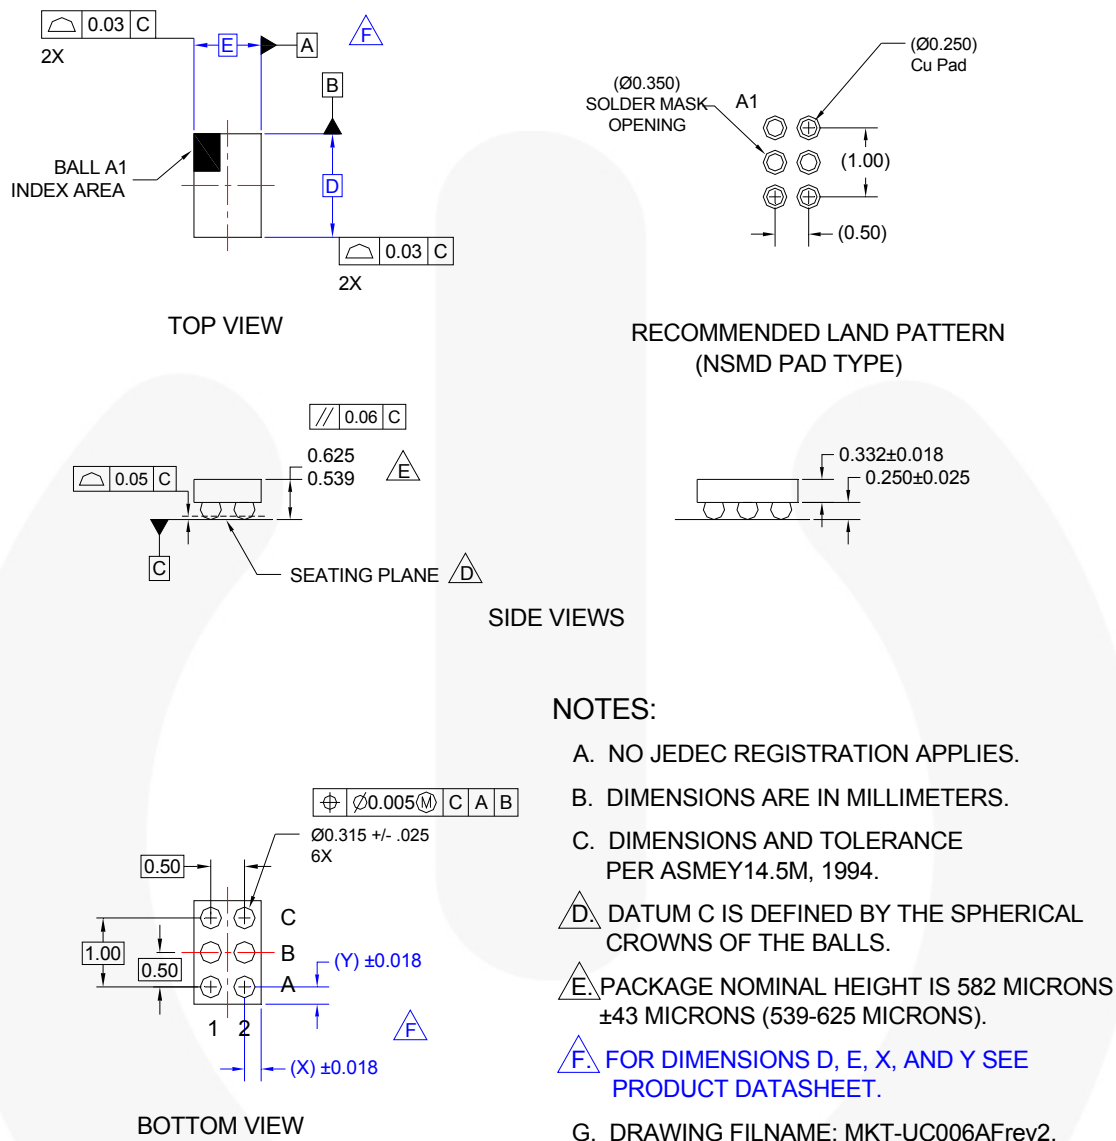 0.03 C
2X
E
A
F
B
BALL A1
INDEX AREA
D
0.03 C
2X
TOP VIEW
(Ø0.250)
Cu Pad
(Ø0.350)
SOLDER MASK
OPENING
A1
(1.00)
(0.50)
RECOMMENDED LAND PATTERN
(NSMD PAD TYPE)
// 0.06 C
0.625
0.539
E
0.05 C
C
SEATING PLANE D
0.332±0.018
0.250±0.025
SIDE VIEWS
Ø0.005Ⓜ C A B
Ø0.315 +/- .025
6X
0.50
C
1.00
B
0.50
A
(Y) ±0.018
1 2
F
(X) ±0.018
BOTTOM VIEW
NOTES:
A. NO JEDEC REGISTRATION APPLIES.
B. DIMENSIONS ARE IN MILLIMETERS.
C. DIMENSIONS AND TOLERANCE
PER ASMEY14.5M, 1994.
D. DATUM C IS DEFINED BY THE SPHERICAL
CROWNS OF THE BALLS.
E. PACKAGE NOMINAL HEIGHT IS 582 MICRONS
±43 MICRONS (539-625 MICRONS).
F. FOR DIMENSIONS D, E, X, AND Y SEE
PRODUCT DATASHEET.
G. DRAWING FILNAME: MKT-UC006AFrev2.